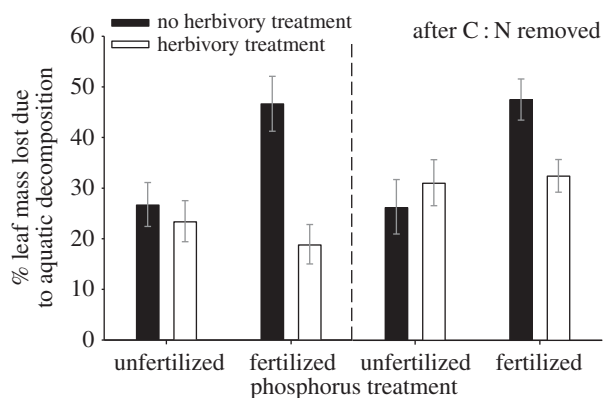 no herbivory treatment
herbivory treatment
after C : N removed
% leaf mass lost due
to aquatic decomposition
60
50
40
30
20
10
0
unfertilized fertilized unfertilized fertilized
phosphorus treatment